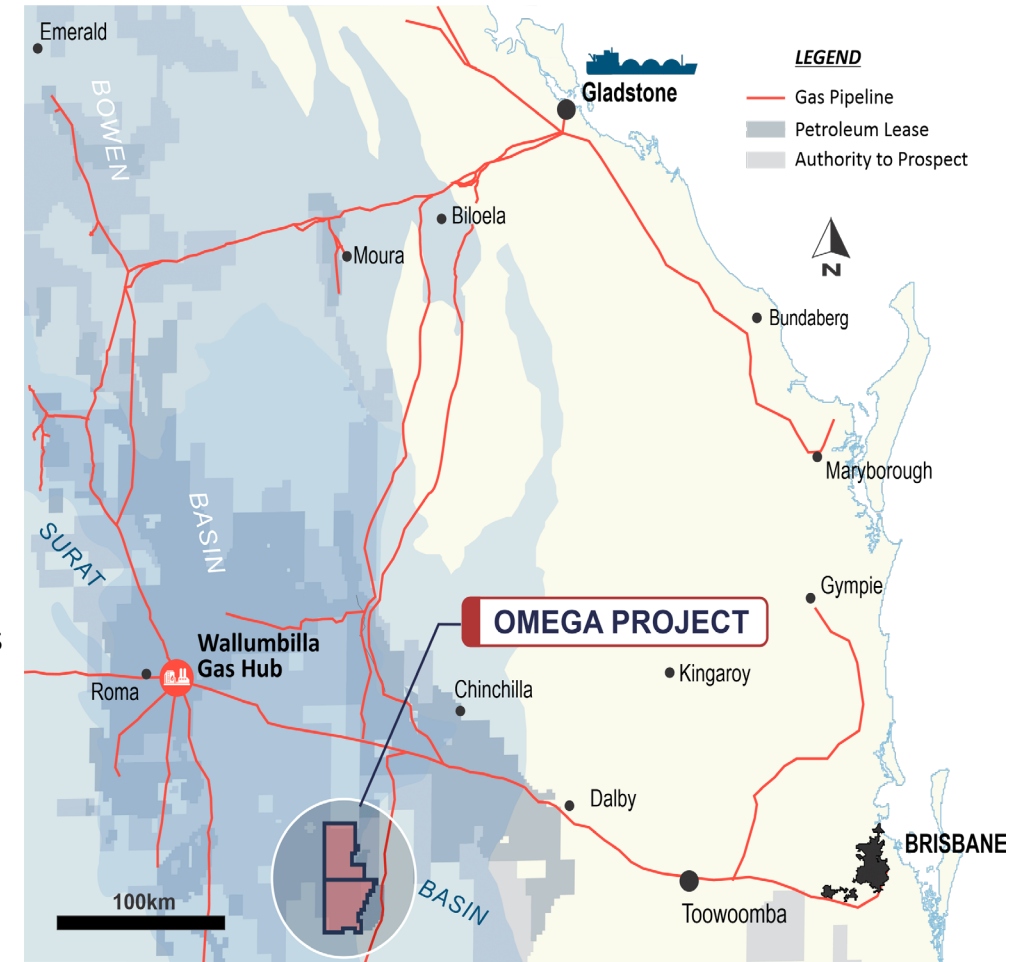 Emerald
BOWEN
Gladstone
LEGEND
Gas Pipeline
Petroleum Lease
Authority to Prospect
N
Biloela
Moura
Bundaberg
Maryborough
BASIN
SURAT
Gympie
OMEGA PROJECT
Wallumbilla
Gas Hub
Roma
Kingaroy
Chinchilla
Dalby
BRISBANE
BASIN
Toowoomba
100km